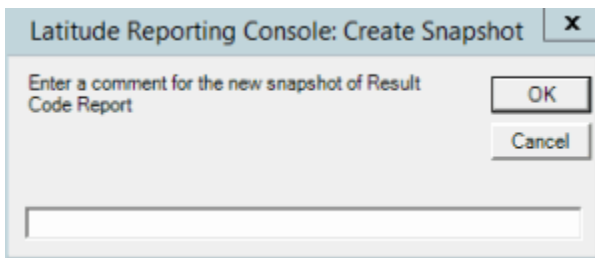 Latitude Reporting Console: Create Snapshot x
Enter a comment for the new snapshot of Result
Code Report
OK
Cancel